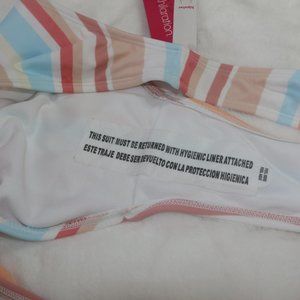 THIS SUIT MUST BE RETURNED WITH HYGIENIC LINER ATTACHED
ESTE TRAJE DEBE SER DEVUELTO CON LA PROTECCION HIGIENICA